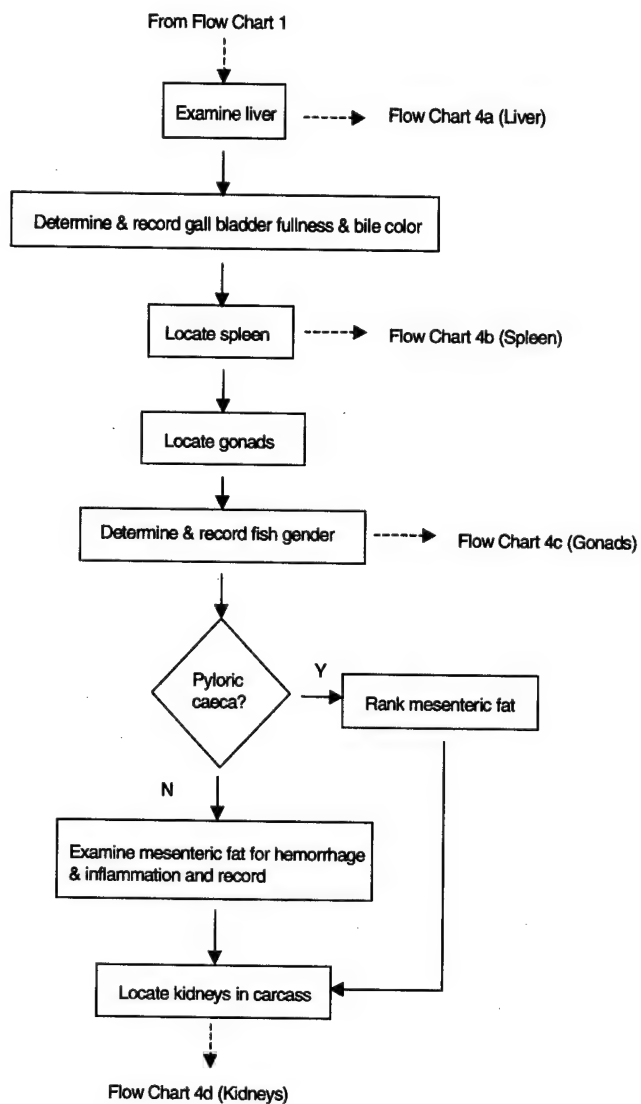 From Flow Chart 1
Examine liver
Flow Chart 4a (Liver)
Determine & record gall bladder fullness & bile color
Locate spleen
Flow Chart 4b (Spleen)
Locate gonads
Determine & record fish gender
Flow Chart 4c (Gonads)
Pyloric
caeca?
Y
Rank mesenteric fat
N
Examine mesenteric fat for hemorrhage
& inflammation and record
Locate kidneys in carcass
Flow Chart 4d (Kidneys)